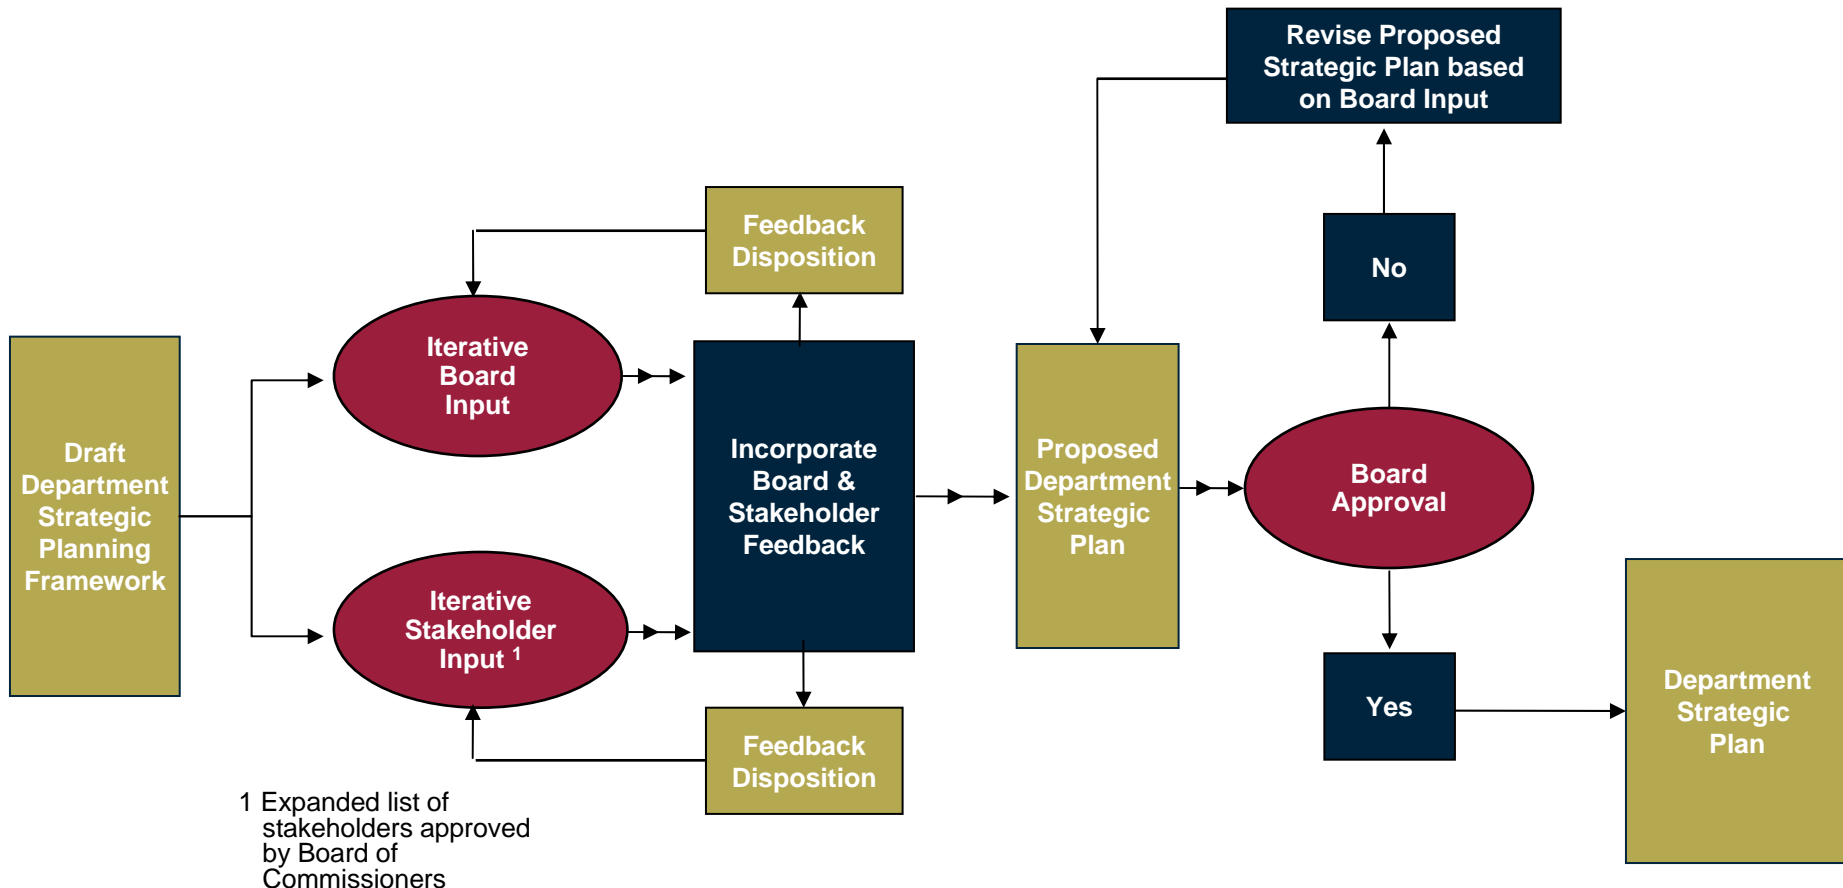 Draft
Department
Strategic
Planning
Framework
Iterative
Board
Input
Iterative
Stakeholder
Input 1
Feedback
Disposition
Incorporate
Board &
Stakeholder
Feedback
Feedback
Disposition
1 Expanded list of
stakeholders approved
by Board of
Commissioners
Proposed
Department
Strategic
Plan
Revise Proposed
Strategic Plan based
on Board Input
No
Board
Approval
Yes
Department
Strategic
Plan